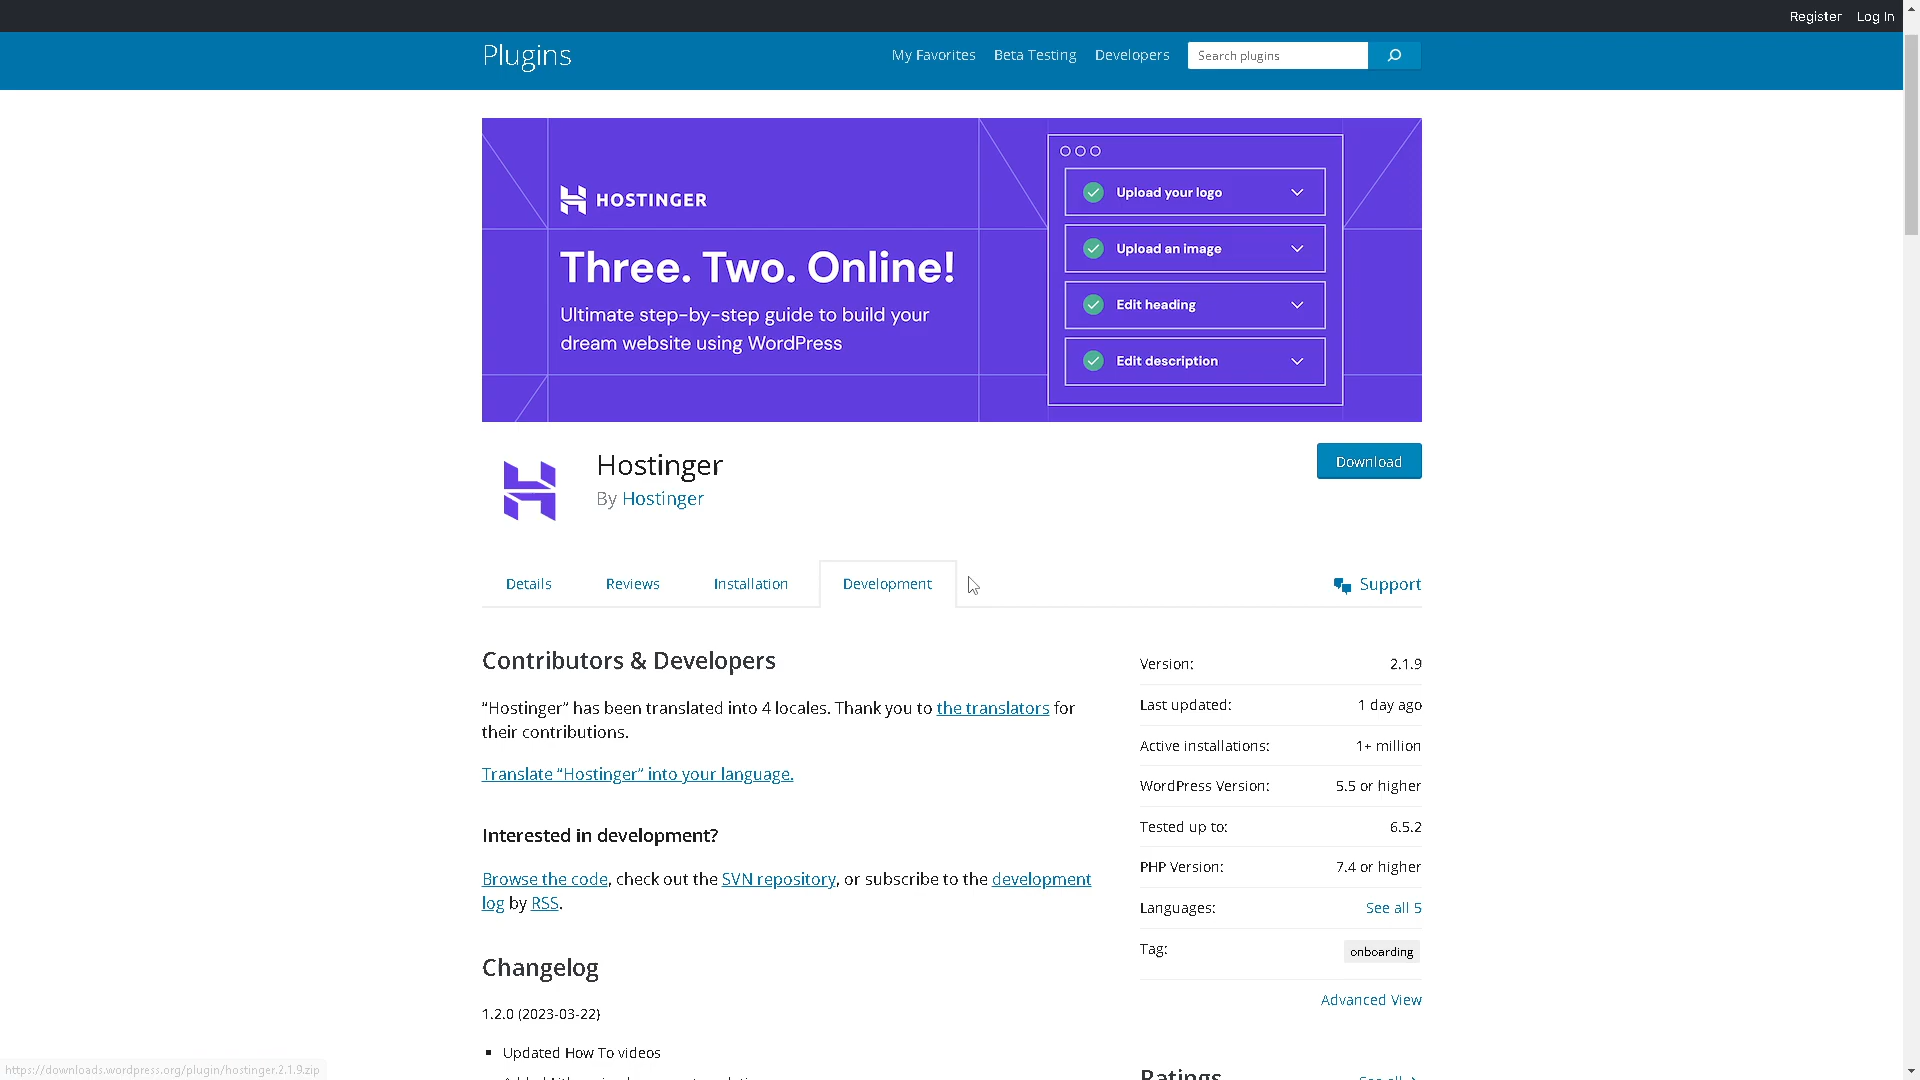 Register Log In
Plugins
My Favorites Beta Testing Developers Search plugins
HOSTINGER
Three. Two. Online!
Ultimate step-by-step guide to build your
dream website using WordPress
Upload your logo
Upload an image
Edit heading
Edit description
Hostinger
By Hostinger
Download
Details Reviews Installation Development Support
Contributors & Developers
“Hostinger” has been translated into 4 locales. Thank you to the translators for
their contributions.
Translate “Hostinger” into your language.
Interested in development?
Browse the code, check out the SVN repository, or subscribe to the development
log by RSS.
Changelog
1.2.0 (2023-03-22}
Updated How To videos
Version: 2.1.9
Last updated: 1 day ago
Active installations: 1+ million
WordPress Version: 5.5 or higher
Tested up to: 6.5.2
PHP Version: 7.4 or higher
Languages: See all 5
Tag: onboarding
Advanced View
Ratings See all
https://downloads.wordpress.org/plugin/hostinger.2.1.9.zip